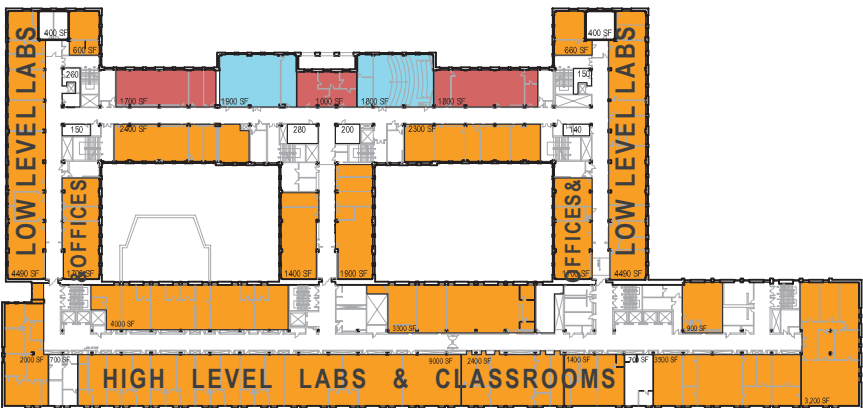 400 SF
400 SF
600 SF
660 SF
LOW LEVEL LABS
LOW LEVEL LABS
260
150
1700 SF
1900 SF
1000 SF
1800 SF
1800 SF
150
2400 SF
280
200
2300 SF
140
&OFFICES
OFFICES&
4490 SF
1700 SF
1400 SF
1900 SF
1700 SF
4490 SF
4000 SF
3300 SF
900 SF
2000 SF
700 SF
9000 SF
2400 SF
1400 SF
700 SF
3500 SF
HIGH LEVEL LABS & CLASSROOMS
3,200 SF